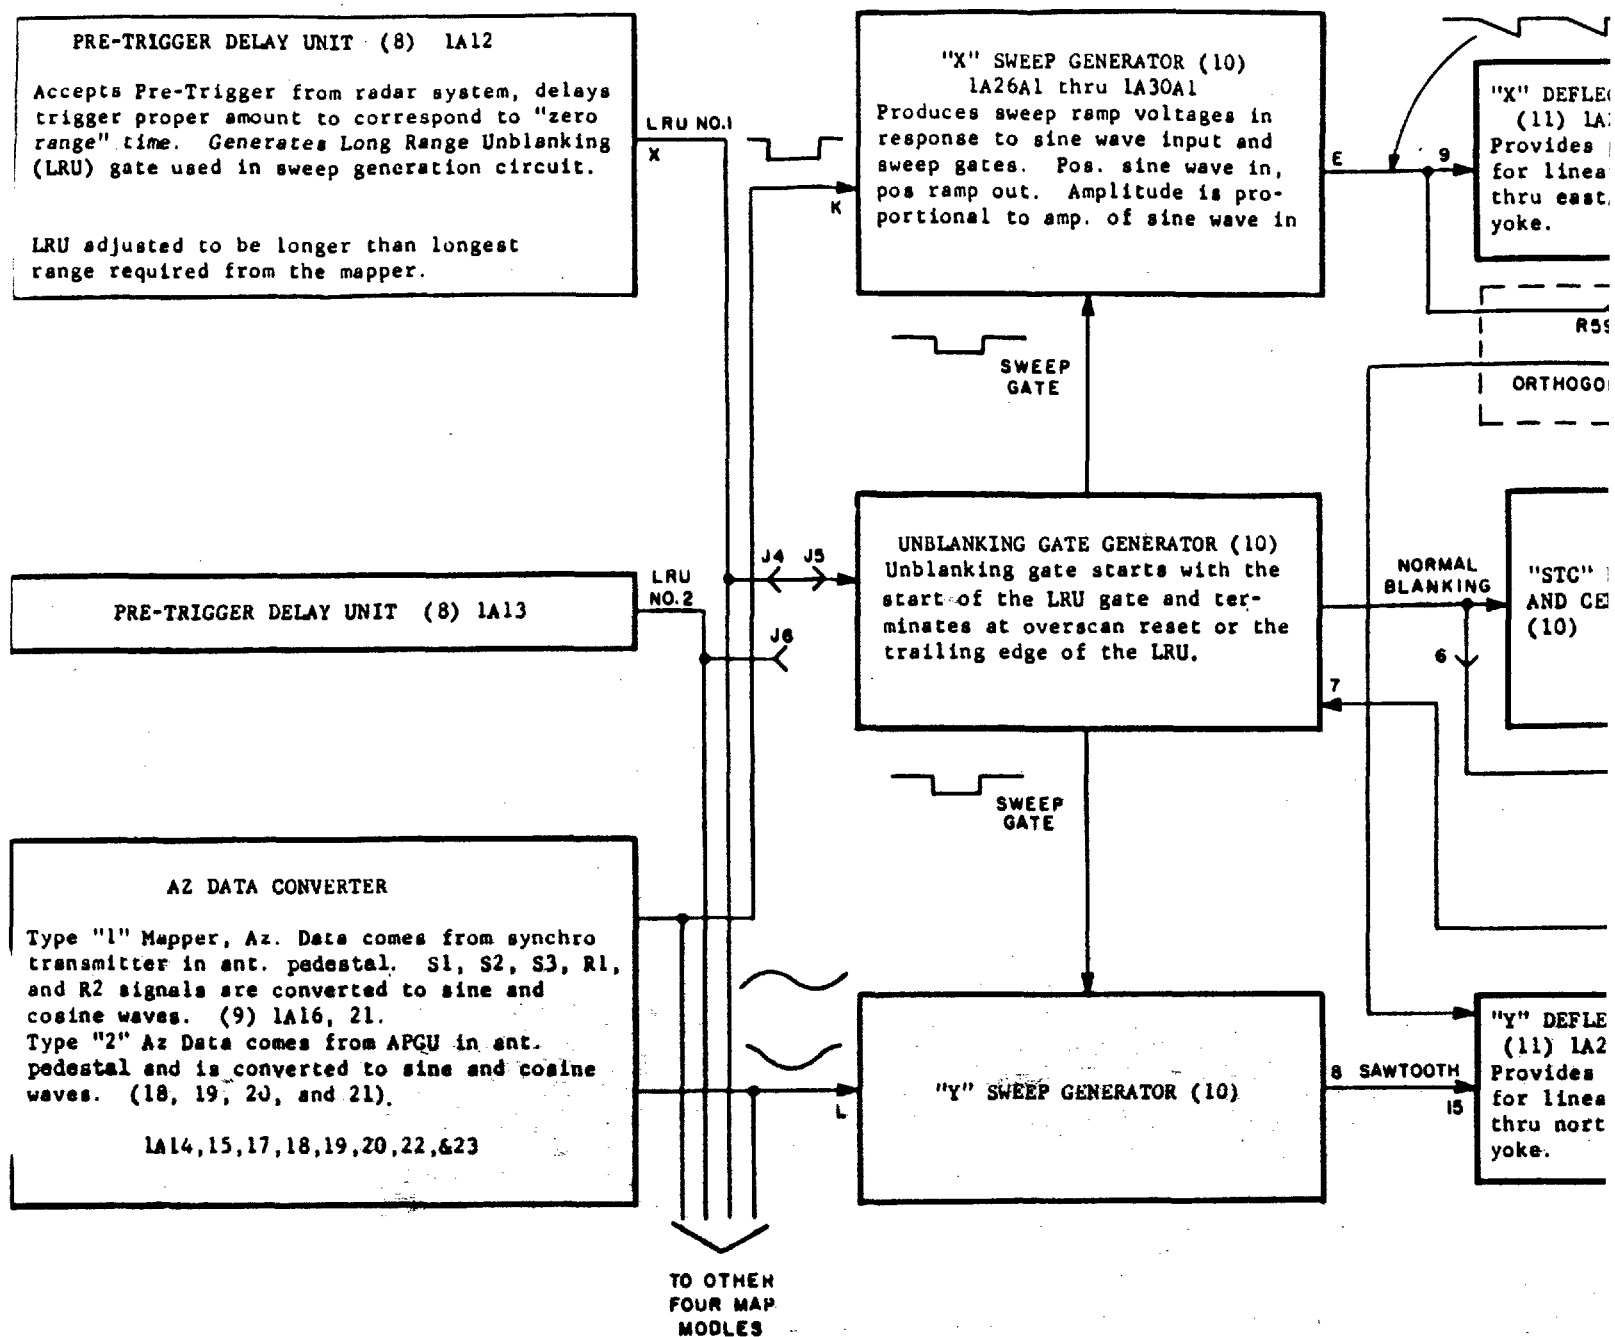 PRE-TRIGGER DELAY UNIT (8) 1A12
Accepts Pre-Trigger from radar system, delays
trigger proper amount to correspond to "zero
range" time. Generates Long Range Unblanking
(LRU) gate used in sweep generation circuit.
LRU adjusted to be longer than longest
range required from the mapper.
LRU NO.1
X
K
"X" SWEEP GENERATOR (10)
1A26A1 thru 1A30A1
Produces sweep ramp voltages in
response to sine wave input and
sweep gates. Pos. sine wave in,
pos ramp out. Amplitude is pro-
portional to amp. of sine wave in
E
9
"X" DEFLE
(11) 1A2
Provides
for linea
thru east/
yoke.
R59
ORTHOGO
SWEEP
GATE
PRE-TRIGGER DELAY UNIT (8) 1A13
LRU
NO.2
J4
J5
J6
UNBLANKING GATE GENERATOR (10)
Unblanking gate starts with the
start of the LRU gate and ter-
minates at overscan reset or the
trailing edge of the LRU.
NORMAL
BLANKING
6
7
"STC"
AND CE
(10)
SWEEP
GATE
AZ DATA CONVERTER
Type "1" Mapper, Az. Data comes from synchro
transmitter in ant. pedestal. S1, S2, S3, R1,
and R2 signals are converted to sine and
cosine waves. (9) 1A16, 21.
Type "2" Az Data comes from APGU in ant.
pedestal and is converted to sine and cosine
waves. (18, 19, 20, and 21).
1A14,15,17,18,19,20,22,&23
L
"Y" SWEEP GENERATOR (10)
8 SAWTOOTH
15
"Y" DEFLE
(11) 1A2
Provides
for linea
thru nort
yoke.
TO OTHER
FOUR MAP
MODLES